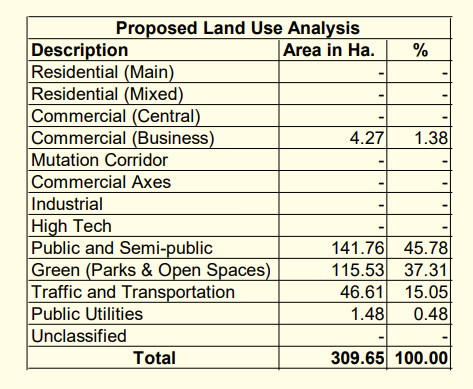 Proposed Land Use Analysis
Description Area in Ha. %
Residential (Main) - -
Residential (Mixed) - -
Commercial (Central) - -
Commercial (Business) 4.27 1.38
Mutation Corridor - -
Commercial Axes - -
Industrial - -
High Tech - -
Public and Semi-public 141.76 45.78
Green (Parks & Open Spaces) 115.53 37.31
Traffic and Transportation 46.61 15.05
Public Utilities 1.48 0.48
Unclassified - -
Total 309.65 100.00